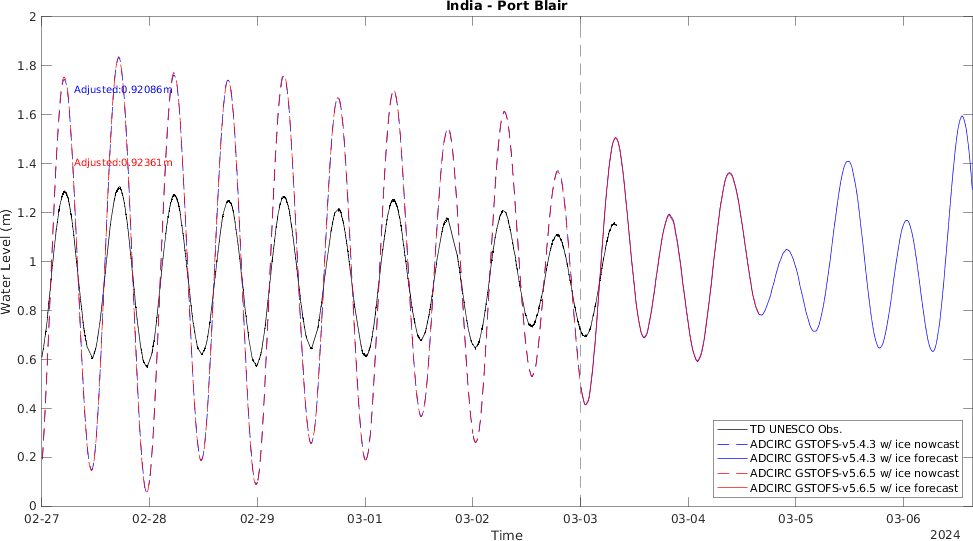 India - Port Blair
2
1.8
1.6
1.4
1.2
1
0.8
0.6
0.4
0.2
0
Water Level (m)
Adjusted:0.92086m
Adjusted:0.92361m
TD UNESCO Obs.
ADCIRC GSTOFS-v5.4.3 w/ ice nowcast
ADCIRC GSTOFS-v5.4.3 w/ ice forecast
ADCIRC GSTOFS-v5.6.5 w/ ice nowcast
ADCIRC GSTOFS-v5.6.5 w/ ice forecast
02-27 02-28 02-29 03-01 03-02 03-03 03-04 03-05 03-06
Time 2024